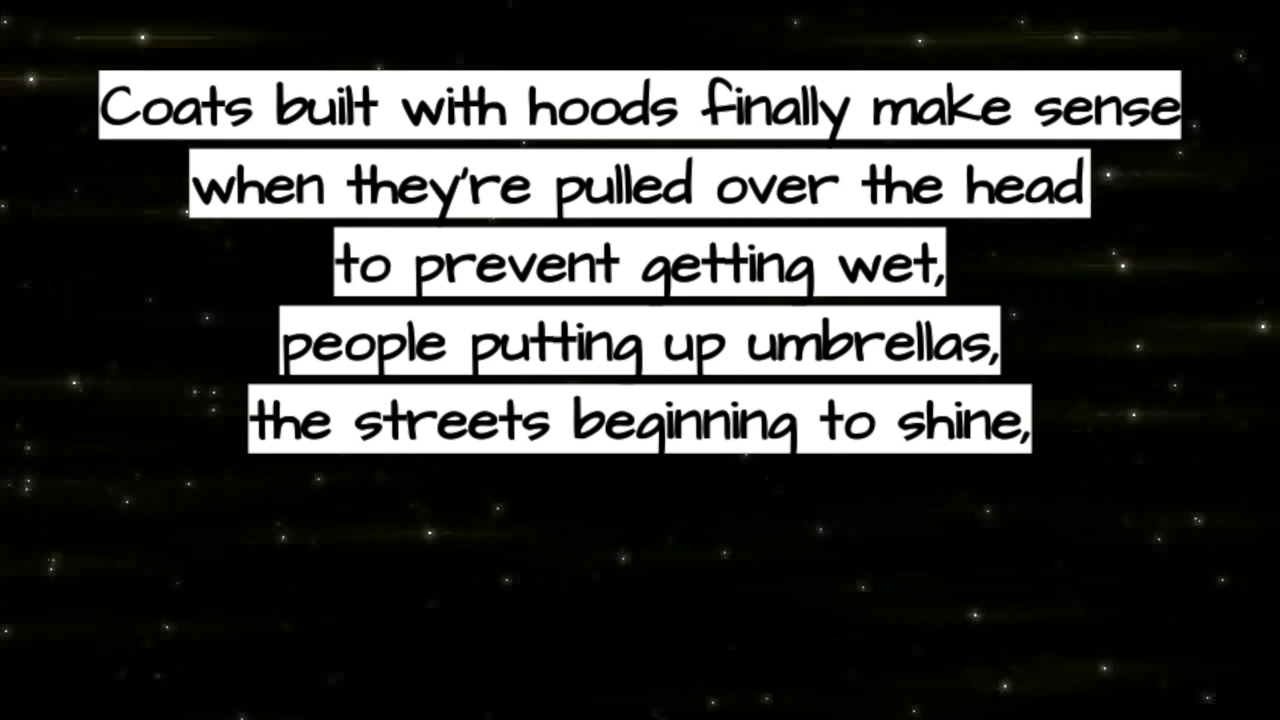 Coats built with hoods finally make sense
when they're pulled over the head
to prevent getting wet,
people putting up umbrellas,
the streets beginning to shine,